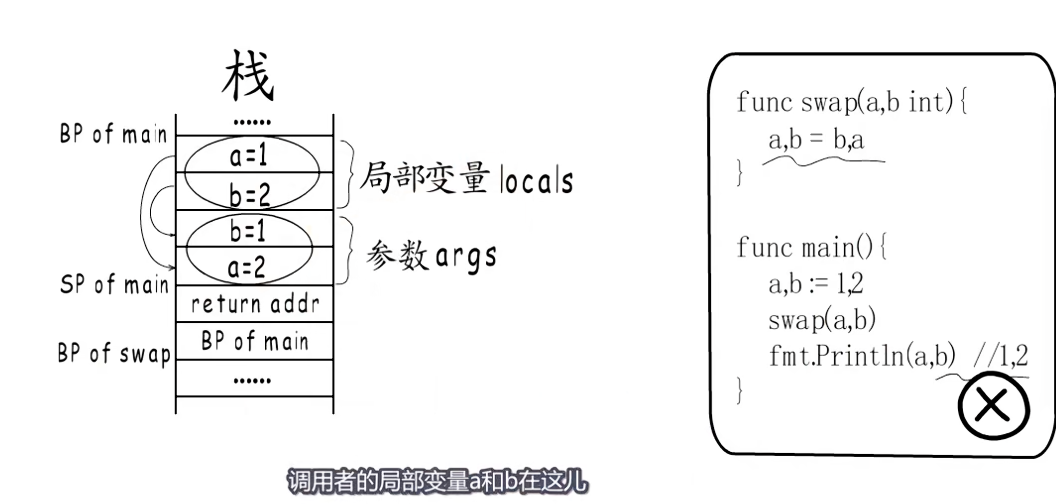 栈
......
BP of main
a=1
b=2
局部变量 locals
b=1
a=2
参数 args
SP of main
return addr
BP of main
BP of swap
......
func swap(a,b int){
a,b = b,a
}
func main(){
a,b := 1,2
swap(a,b)
fmt.Println(a,b) //1,2
}
调用者的局部变量a和b在这儿